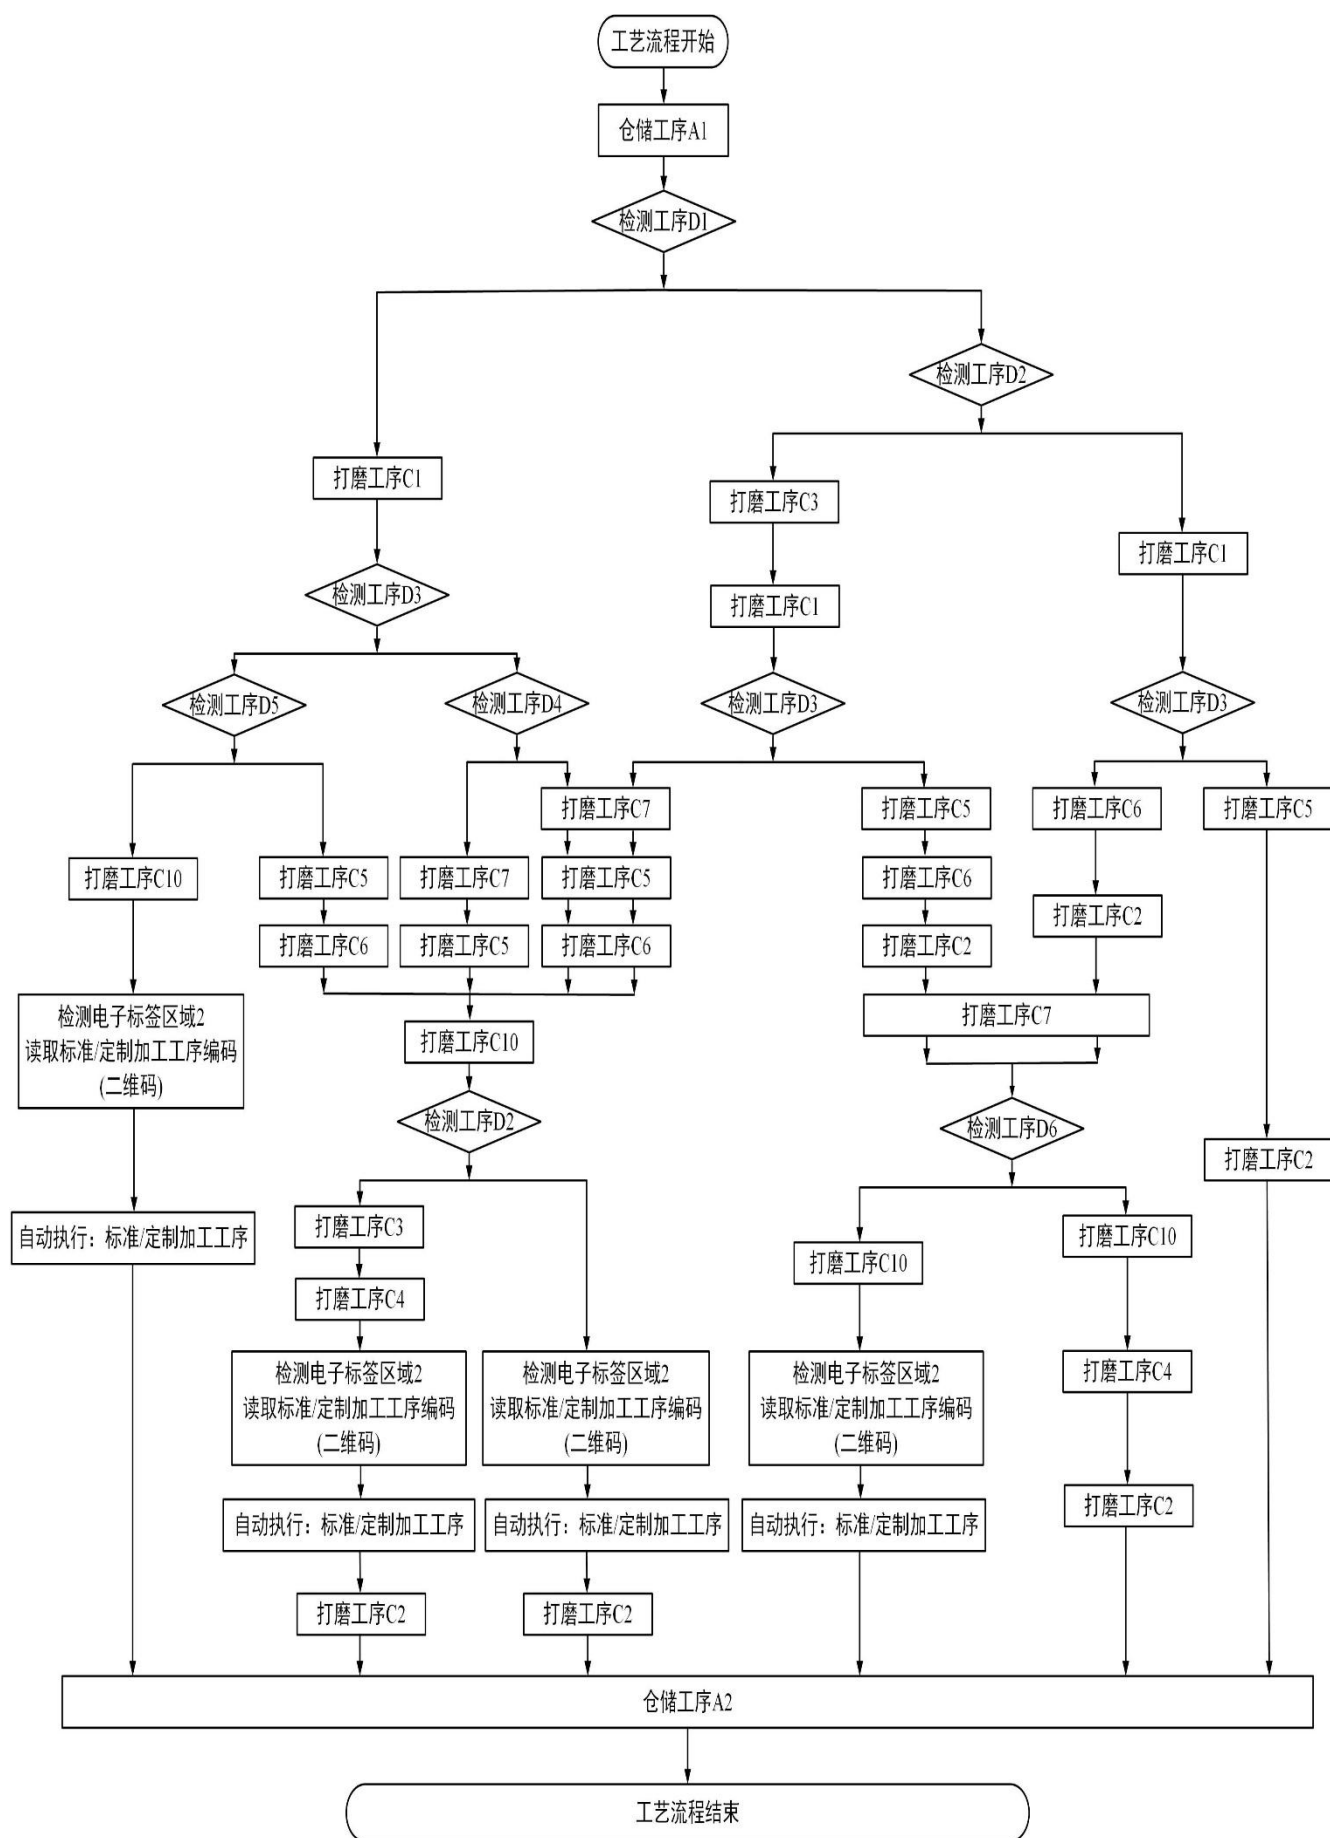 工艺流程开始
仓储工序A1
检测工序D1
检测工序D2
打磨工序C1
打磨工序C3
打磨工序C1
检测工序D3
打磨工序C1
检测工序D5
检测工序D4
检测工序D3
检测工序D3
打磨工序C7
打磨工序C5
打磨工序C6
打磨工序C5
打磨工序C10
打磨工序C5
打磨工序C7
打磨工序C5
打磨工序C6
打磨工序C2
打磨工序C6
打磨工序C5
打磨工序C6
打磨工序C2
检测电子标签区域2
读取标准/定制加工工序编码
(二维码)
打磨工序C10
打磨工序C7
检测工序D2
检测工序D6
打磨工序C2
自动执行：标准/定制加工工序
打磨工序C3
打磨工序C10
打磨工序C10
打磨工序C4
检测电子标签区域2
读取标准/定制加工工序编码
(二维码)
检测电子标签区域2
读取标准/定制加工工序编码
(二维码)
检测电子标签区域2
读取标准/定制加工工序编码
(二维码)
打磨工序C4
自动执行：标准/定制加工工序
自动执行：标准/定制加工工序
自动执行：标准/定制加工工序
打磨工序C2
打磨工序C2
打磨工序C2
仓储工序A2
工艺流程结束